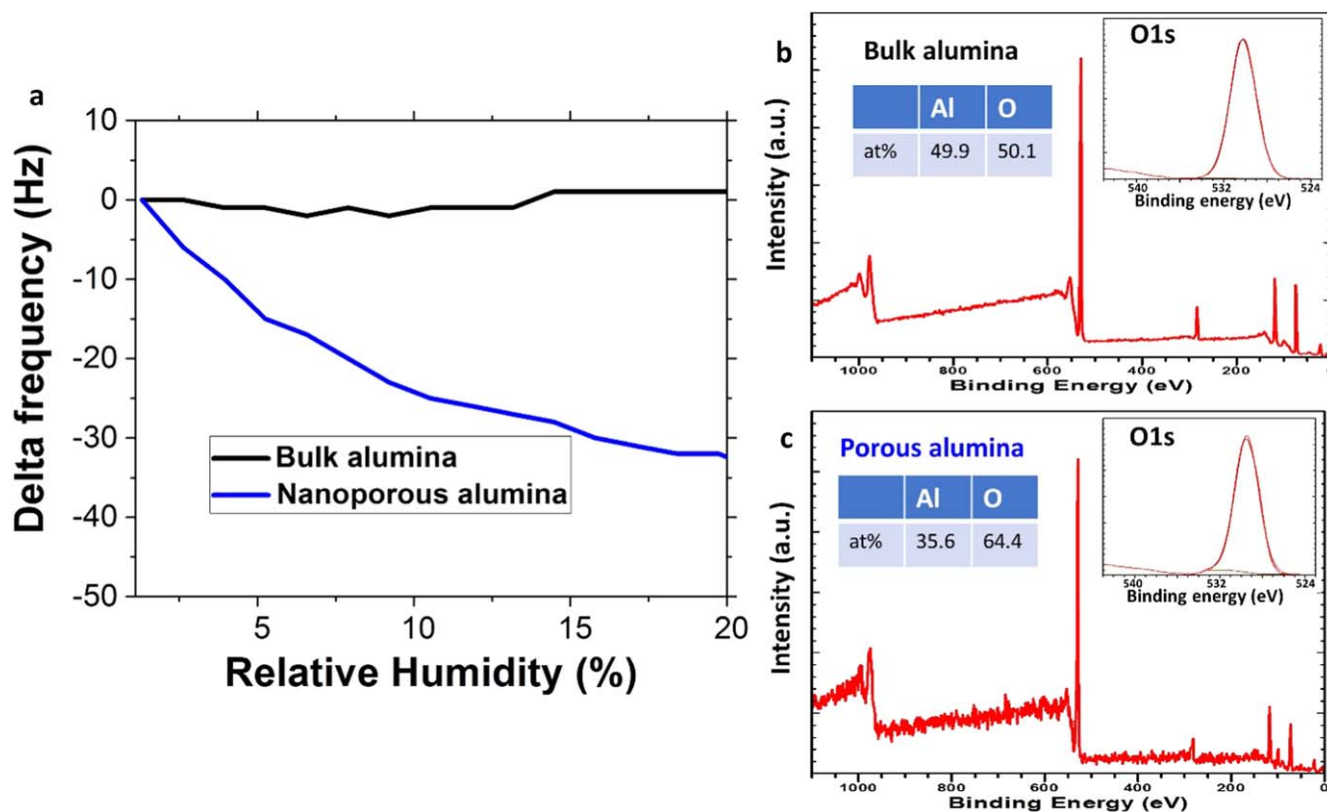 a
Delta frequency (Hz)
10
0
-10
-20
-30
-40
-50
Bulk alumina
Nanoporous alumina
5
10
15
20
Relative Humidity (%)
b
Bulk alumina
Al
O
at%
49.9
50.1
Intensity (a.u.)
1000
800
600
400
200
0
Binding Energy (eV)
O1s
540
532
524
Binding energy (eV)
c
Porous alumina
Al
O
at%
35.6
64.4
Intensity (a.u.)
1000
800
600
400
200
0
Binding Energy (eV)
O1s
540
532
524
Binding energy (eV)